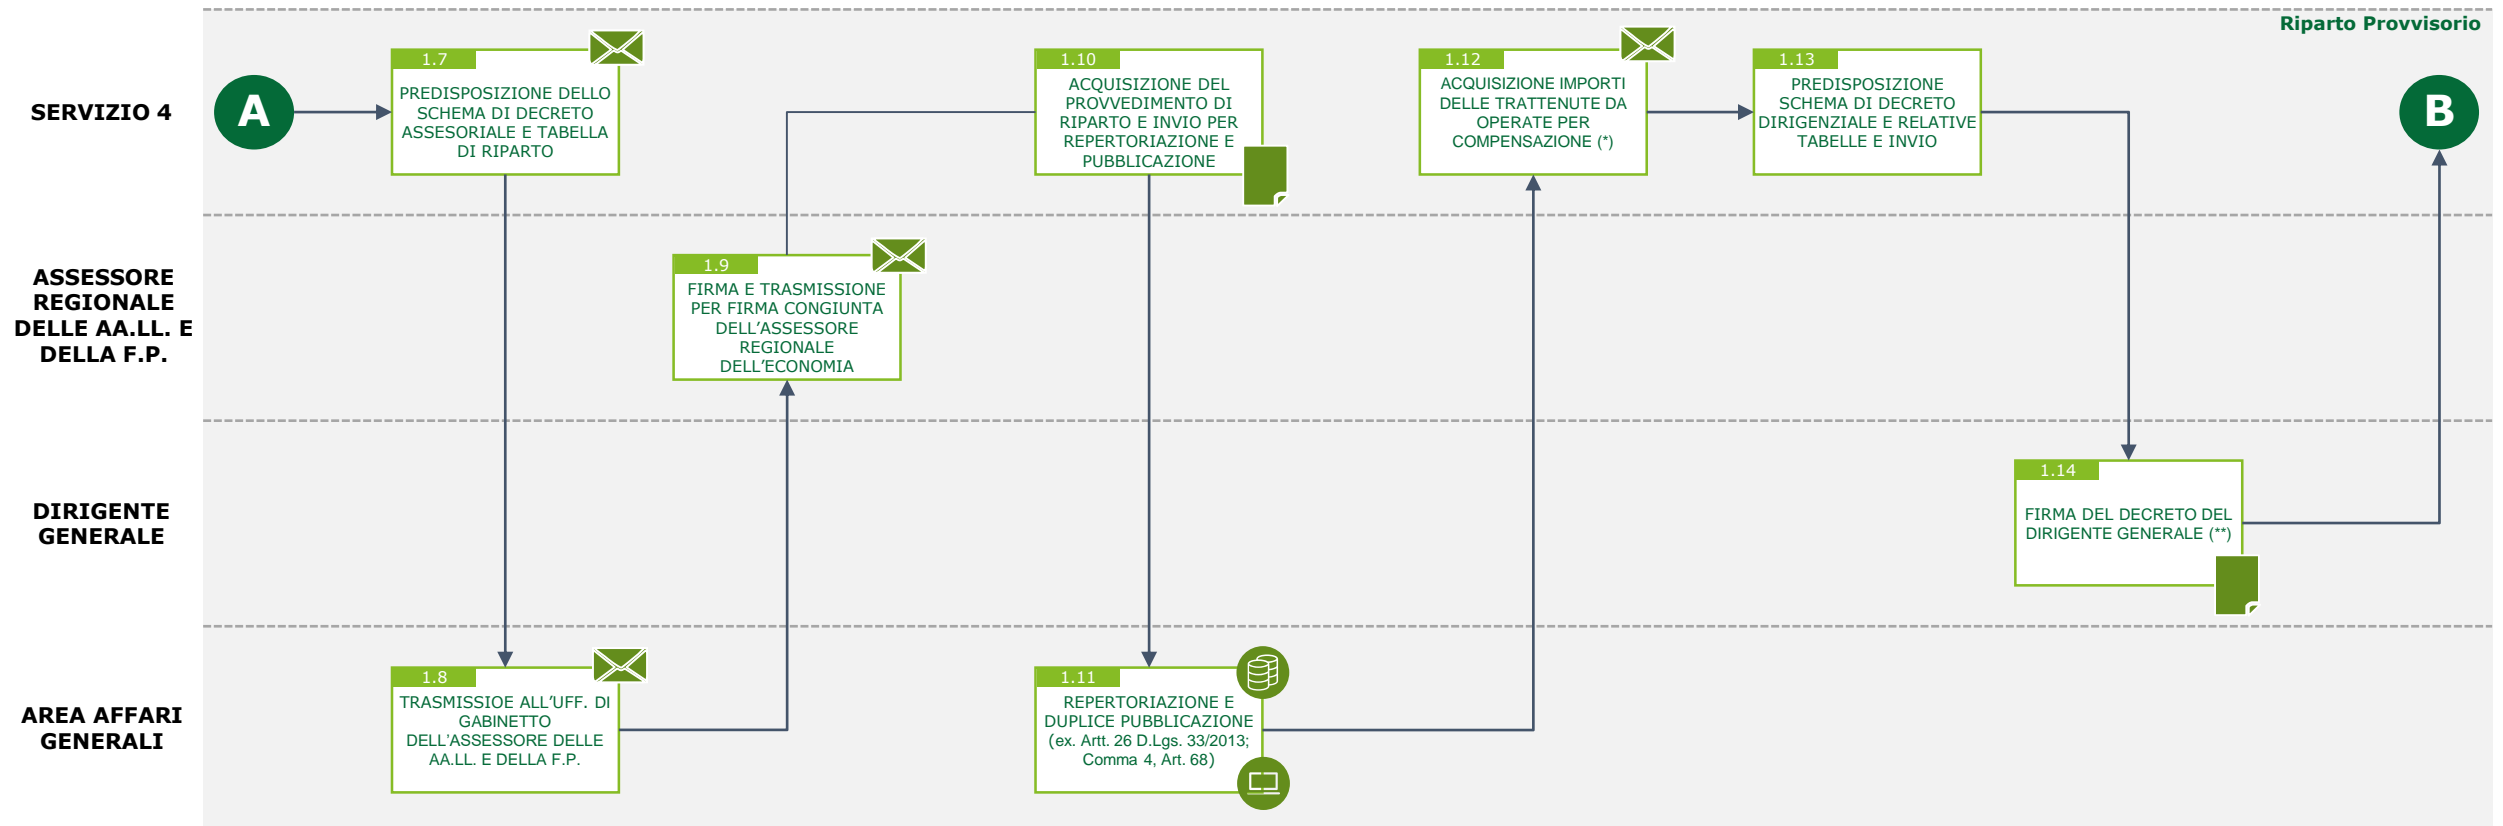 Riparto Provvisorio
SERVIZIO 4
A
1.7
PREDISPOSIZIONE DELLO
SCHEMA DI DECRETO
ASSESORIALE E TABELLA
DI RIPARTO
1.10
ACQUISIZIONE DEL
PROVVEDIMENTO DI
RIPARTO E INVIO PER
REPERTORIAZIONE E
PUBBLICAZIONE
1.12
ACQUISIZIONE IMPORTI
DELLE TRATTENUTE DA
OPERATE PER
COMPENSAZIONE (*)
1.13
PREDISPOSIZIONE
SCHEMA DI DECRETO
DIRIGENZIALE E RELATIVE
TABELLE E INVIO
B
ASSESSORE
REGIONALE
DELLE AA.LL. E
DELLA F.P.
1.9
FIRMA E TRASMISSIONE
PER FIRMA CONGIUNTA
DELL'ASSESSORE
REGIONALE
DELL'ECONOMIA
DIRIGENTE
GENERALE
1.14
FIRMA DEL DECRETO DEL
DIRIGENTE GENERALE (**)
AREA AFFARI
GENERALI
1.8
TRASMISSIOE ALL'UFF. DI
GABINETTO
DELL'ASSESSORE DELLE
AA.LL. E DELLA F.P.
1.11
REPERTORIAZIONE E
DUPLICE PUBBLICAZIONE
(ex. Artt. 26 D.Lgs. 33/2013;
Comma 4, Art. 68)